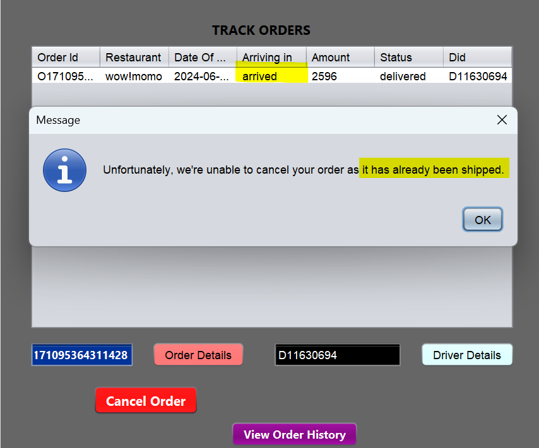 TRACK ORDERS
Order Id Restaurant Date Of ... Arriving in Amount Status Did
O171095... wow!momo 2024-06-... arrived 2596 delivered D11630694
Message
Unfortunately, we're unable to cancel your order as it has already been shipped.
OK
171095364311428 Order Details D11630694 Driver Details
Cancel Order
View Order History